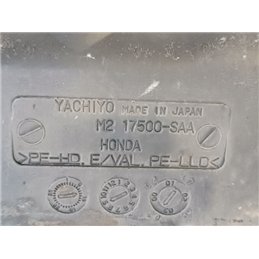 YACHIYO MADE IN JAPAN
M2 17500-SAA
HONDA
>PE-HD, E/VAL, PE-LLD<